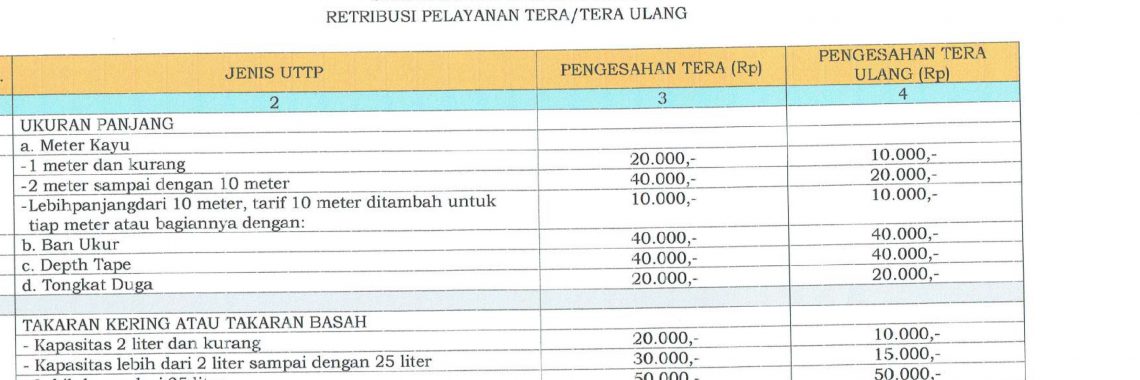 RETRIBUSI PELAYANAN TERA/TERA ULANG
JENIS UTTP PENGESAHAN TERA (Rp) PENGESAHAN TERA
ULANG (Rp)
2 3 4
UKURAN PANJANG
a. Meter Kayu
-1 meter dan kurang 20.000,- 10.000,-
-2 meter sampai dengan 10 meter 40.000,- 20.000,-
-Lebihpanjangdari 10 meter, tarif 10 meter ditambah untuk 10.000,- 10.000,-
tiap meter atau bagiannya dengan:
b. Ban Ukur 40.000,- 40.000,-
c. Depth Tape 40.000,- 40.000,-
d. Tongkat Duga 20.000,- 20.000,-
TAKARAN KERING ATAU TAKARAN BASAH
- Kapasitas 2 liter dan kurang 20.000,- 10.000,-
- Kapasitas lebih dari 2 liter sampai dengan 25 liter 30.000,- 15.000,-
50.000,- 50.000,-